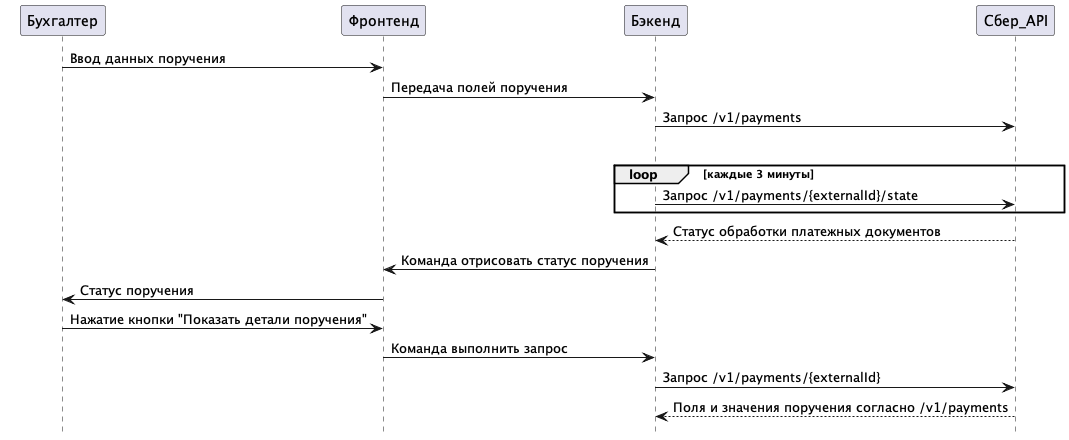 Бухгалтер
Фронтенд
Бэкенд
Сбер_API
Ввод данных поручения
Передача полей поручения
Запрос /v1/payments
loop
[каждые 3 минуты]
Запрос /v1/payments/{externalId}/state
Статус обработки платежных документов
Команда отрисовать статус поручения
Статус поручения
Нажатие кнопки "Показать детали поручения"
Команда выполнить запрос
Запрос /v1/payments/{externalId}
Поля и значения поручения согласно /v1/payments